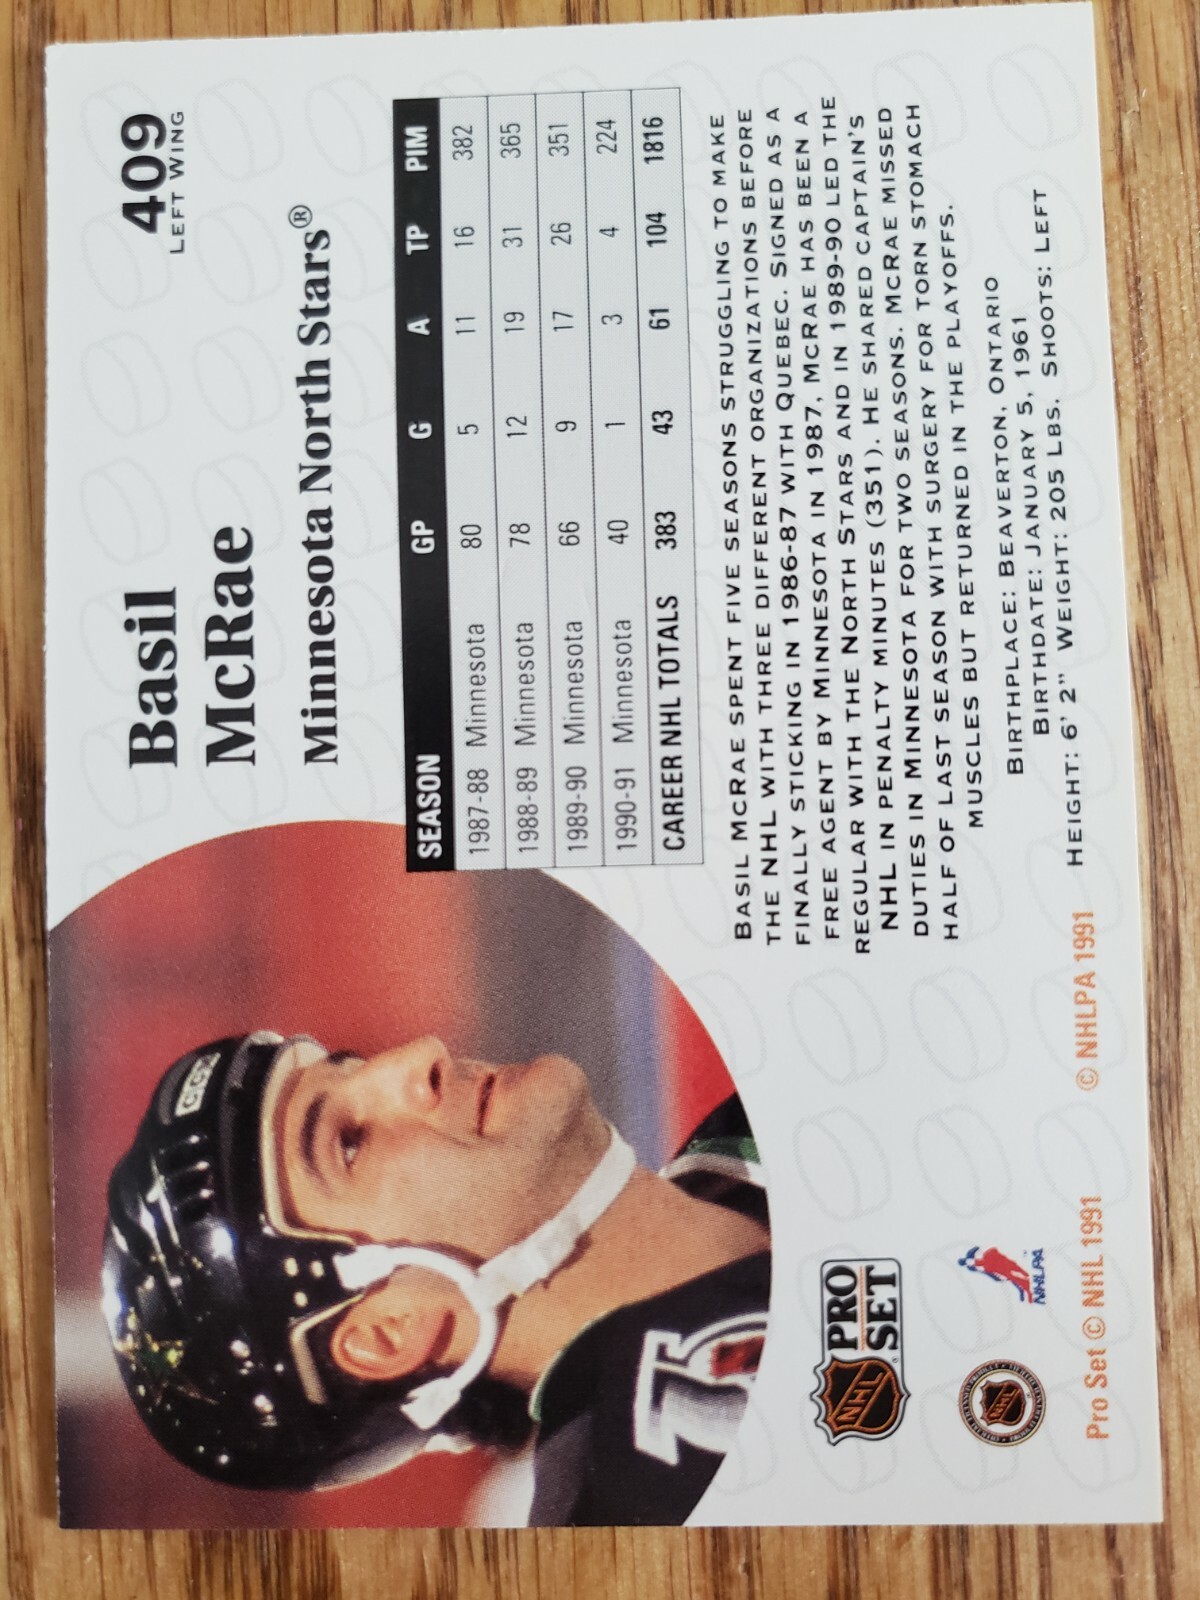 409
LEFT WING
Basil
McRae
Minnesota North Stars®
SEASON GP G A TP PIM
1987-88 Minnesota 80 5 11 16 382
1988-89 Minnesota 78 12 19 31 365
1989-90 Minnesota 66 9 17 26 351
1990-91 Minnesota 40 1 3 4 224
CAREER NHL TOTALS 383 43 61 104 1816
BASIL MCRAE SPENT FIVE SEASONS STRUGGLING TO MAKE
THE NHL WITH THREE DIFFERENT ORGANIZATIONS BEFORE
FINALLY STICKING IN 1986-87 WITH QUEBEC. SIGNED AS A
FREE AGENT BY MINNESOTA IN 1987, MCRAE HAS BEEN A
REGULAR WITH THE NORTH STARS AND IN 1989-90 LED THE
NHL IN PENALTY MINUTES (351). HE SHARED CAPTAIN'S
DUTIES IN MINNESOTA FOR TWO SEASONS. MCRAE MISSED
HALF OF LAST SEASON WITH SURGERY FOR TORN STOMACH
MUSCLES BUT RETURNED IN THE PLAYOFFS.
BIRTHPLACE: BEAVERTON, ONTARIO
BIRTHDATE: JANUARY 5, 1961
HEIGHT: 6' 2" WEIGHT: 205 LBS. SHOOTS: LEFT
CCM
75
NHL PRO
SET
NHL
NHLPA
Pro Set © NHL 1991 © NHLPA 1991